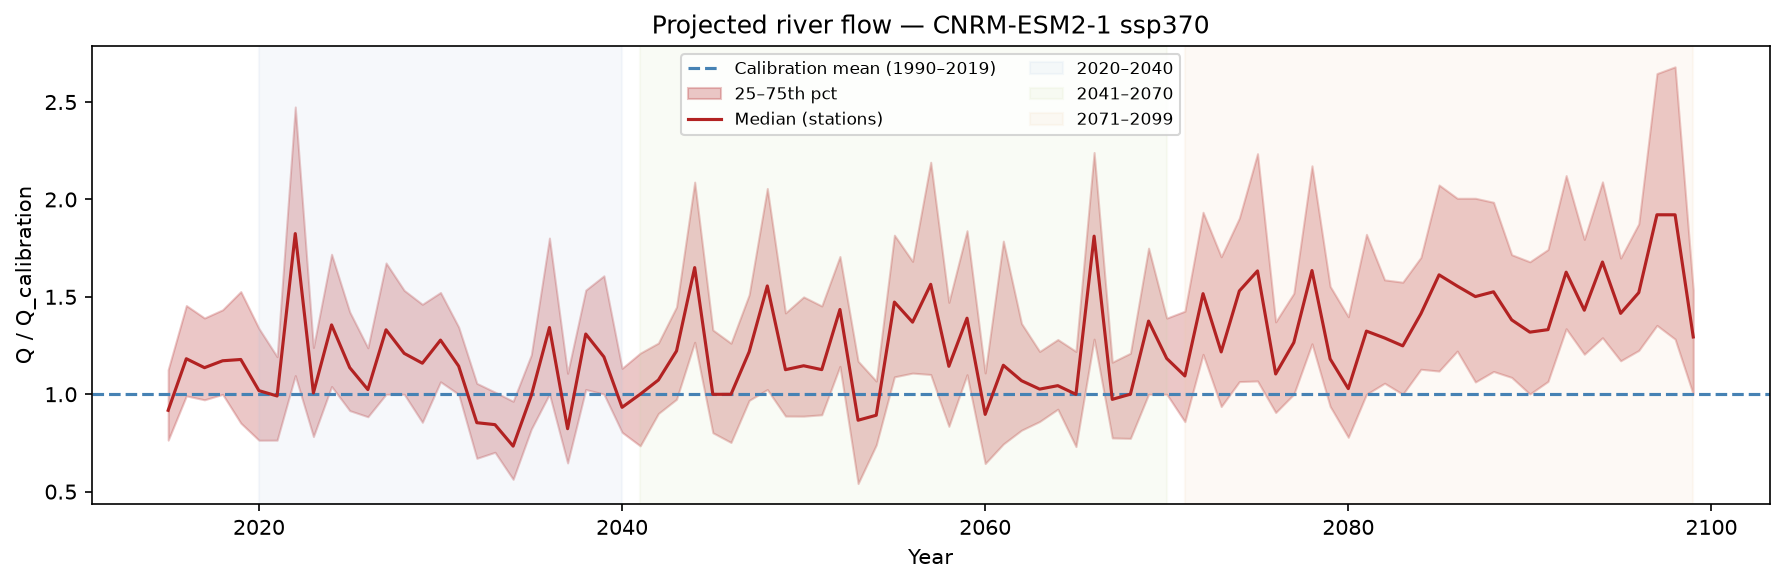 Projected river flow — CNRM-ESM2-1 ssp370
Calibration mean (1990–2019)
25–75th pct
Median (stations)
2020–2040
2041–2070
2071–2099
Q / Q_calibration
2.5
2.0
1.5
1.0
0.5
2020
2040
2060
2080
2100
Year